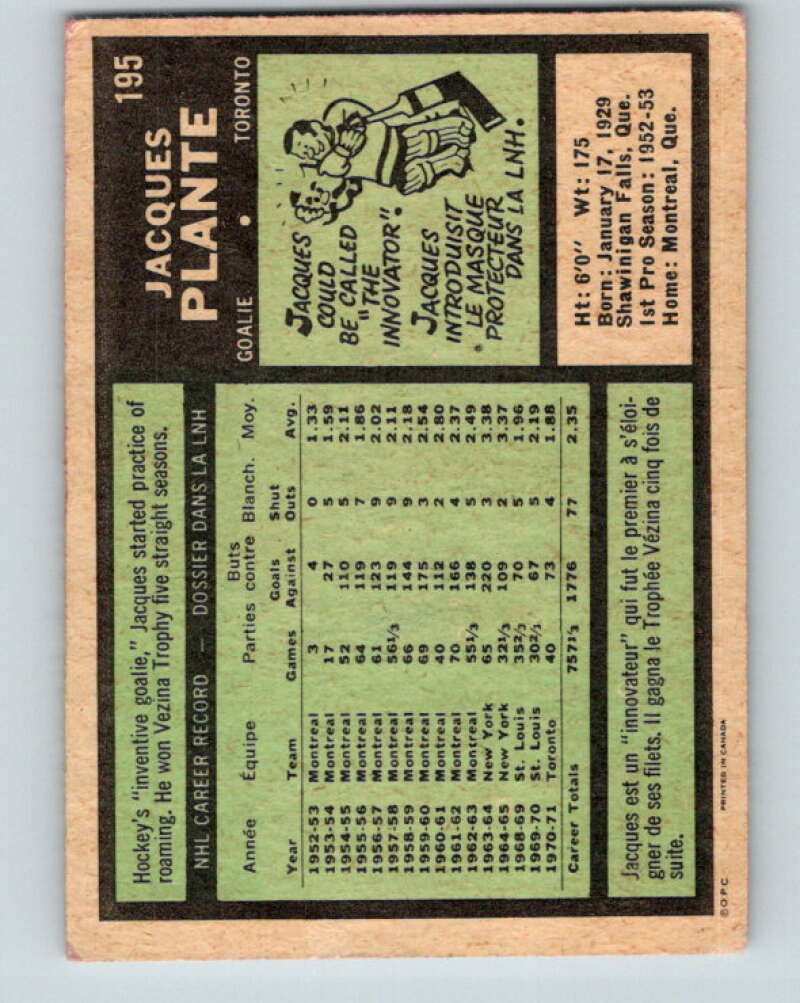 195
JACQUES
PLANTE
GOALIE • TORONTO
Hockey's "inventive goalie," Jacques started practice of
roaming. He won Vezina Trophy five straight seasons.
NHL CAREER RECORD — DOSSIER DANS LA LNH
Année Équipe Parties Buts contre Blanch. Moy.
Year Team Games Goals Against Shut Outs Avg.
1952-53 Montreal 3 4 0 1.33
1953-54 Montreal 17 27 5 1.59
1954-55 Montreal 52 110 5 2.11
1955-56 Montreal 64 119 7 1.86
1956-57 Montreal 61 123 9 2.02
1957-58 Montreal 56⅓ 119 9 2.11
1958-59 Montreal 66 144 9 2.18
1959-60 Montreal 69 175 3 2.54
1960-61 Montreal 40 112 2 2.80
1961-62 Montreal 70 166 4 2.37
1962-63 Montreal 55⅓ 138 5 2.49
1963-64 New York 65 220 3 3.38
1964-65 New York 32⅓ 109 2 3.37
1968-69 St. Louis 35⅔ 70 5 1.96
1969-70 St. Louis 30⅔ 67 5 2.19
1970-71 Toronto 40 73 4 1.88
Career Totals 757⅓ 1776 77 2.35
Jacques est un "innovateur" qui fut le premier à s'éloi-
gner de ses filets. Il gagna le Trophée Vézina cinq fois de
suite.
JACQUES
COULD
BE CALLED
"THE
INNOVATOR".
JACQUES
INTRODUISIT
LE MASQUE
PROTECTEUR
DANS LA LNH.
Ht: 6'0" Wt: 175
Born: January 17, 1929
Shawinigan Falls, Que.
1st Pro Season: 1952-53
Home: Montreal, Que.
© O.P.C.
PRINTED IN CANADA